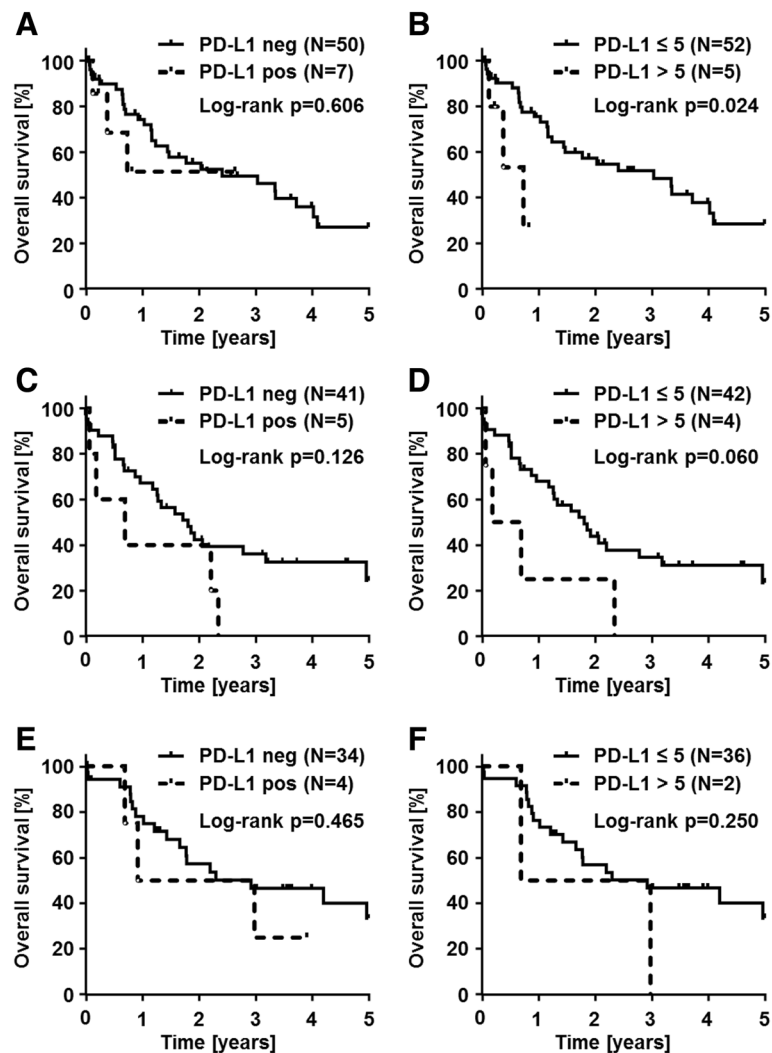 A
PD-L1 neg (N=50)
PD-L1 pos (N=7)
Log-rank p=0.606
Overall survival [%]
100
80
60
40
20
0
0 1 2 3 4 5
Time [years]
B
PD-L1 ≤ 5 (N=52)
PD-L1 > 5 (N=5)
Log-rank p=0.024
Overall survival [%]
100
80
60
40
20
0
0 1 2 3 4 5
Time [years]
C
PD-L1 neg (N=41)
PD-L1 pos (N=5)
Log-rank p=0.126
Overall survival [%]
100
80
60
40
20
0
0 1 2 3 4 5
Time [years]
D
PD-L1 ≤ 5 (N=42)
PD-L1 > 5 (N=4)
Log-rank p=0.060
Overall survival [%]
100
80
60
40
20
0
0 1 2 3 4 5
Time [years]
E
PD-L1 neg (N=34)
PD-L1 pos (N=4)
Log-rank p=0.465
Overall survival [%]
100
80
60
40
20
0
0 1 2 3 4 5
Time [years]
F
PD-L1 ≤ 5 (N=36)
PD-L1 > 5 (N=2)
Log-rank p=0.250
Overall survival [%]
100
80
60
40
20
0
0 1 2 3 4 5
Time [years]